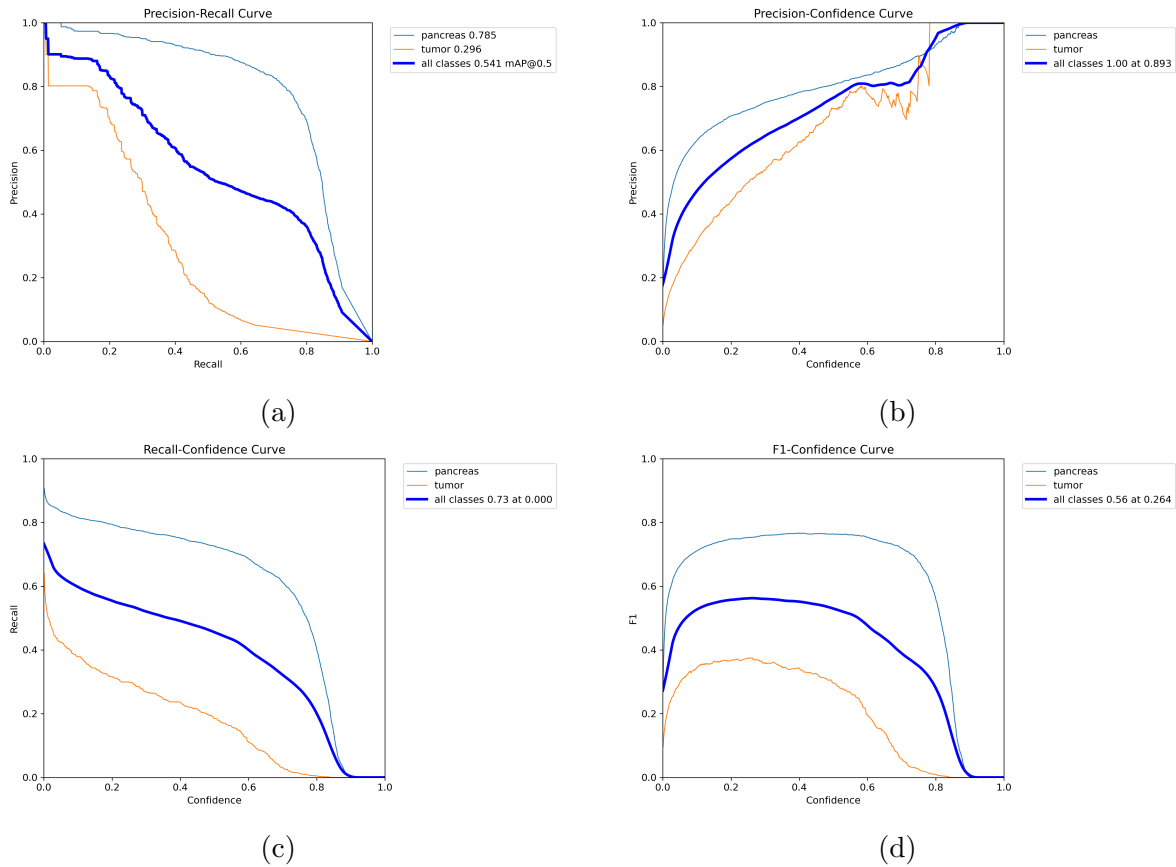 Precision-Recall Curve
1.0
0.8
0.6
0.4
0.2
0.0
Precision
0.0 0.2 0.4 0.6 0.8 1.0
Recall
pancreas 0.785
tumor 0.296
all classes 0.541 mAP@0.5
(a)
Precision-Confidence Curve
1.0
0.8
0.6
0.4
0.2
0.0
Precision
0.0 0.2 0.4 0.6 0.8 1.0
Confidence
pancreas
tumor
all classes 1.00 at 0.893
(b)
Recall-Confidence Curve
1.0
0.8
0.6
0.4
0.2
0.0
Recall
0.0 0.2 0.4 0.6 0.8 1.0
Confidence
pancreas
tumor
all classes 0.73 at 0.000
(c)
F1-Confidence Curve
1.0
0.8
0.6
0.4
0.2
0.0
F1
0.0 0.2 0.4 0.6 0.8 1.0
Confidence
pancreas
tumor
all classes 0.56 at 0.264
(d)